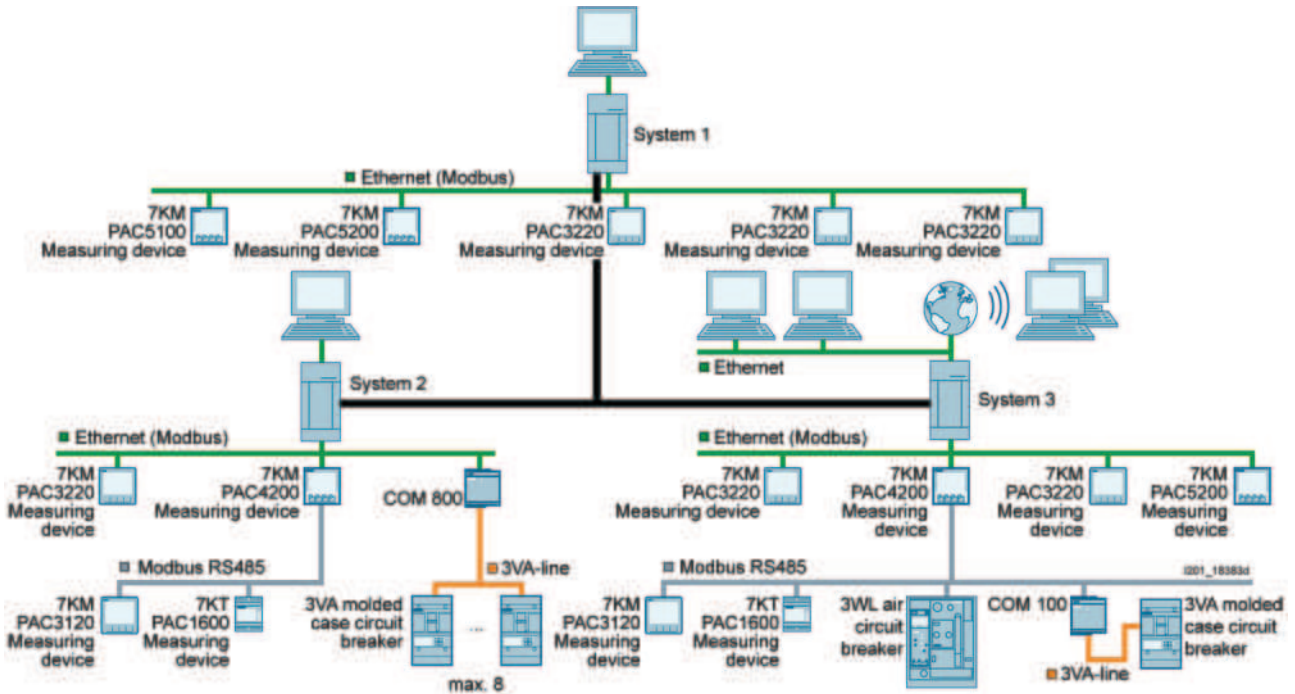 System 1
Ethernet (Modbus)
7KM
PAC5100
Measuring device
7KM
PAC5200
Measuring device
7KM
PAC3220
Measuring device
7KM
PAC3220
Measuring device
7KM
PAC3220
Measuring device
System 2
Ethernet
System 3
Ethernet (Modbus)
7KM
PAC3220
Measuring
device
7KM
PAC4200
Measuring device
COM 800
Ethernet (Modbus)
7KM
PAC3220
Measuring device
7KM
PAC4200
Measuring
device
7KM
PAC3220
Measuring
device
7KM
PAC5200
Measuring
device
Modbus RS485
3VA-line
7KM
PAC3120
Measuring
device
7KT
PAC1600
Measuring
device
3VA molded
case circuit
breaker
...
max. 8
Modbus RS485
I201_18383d
7KM
PAC3120
Measuring
device
7KT
PAC1600
Measuring
device
3WL air
circuit
breaker
COM 100
3VA molded
case circuit
breaker
3VA-line